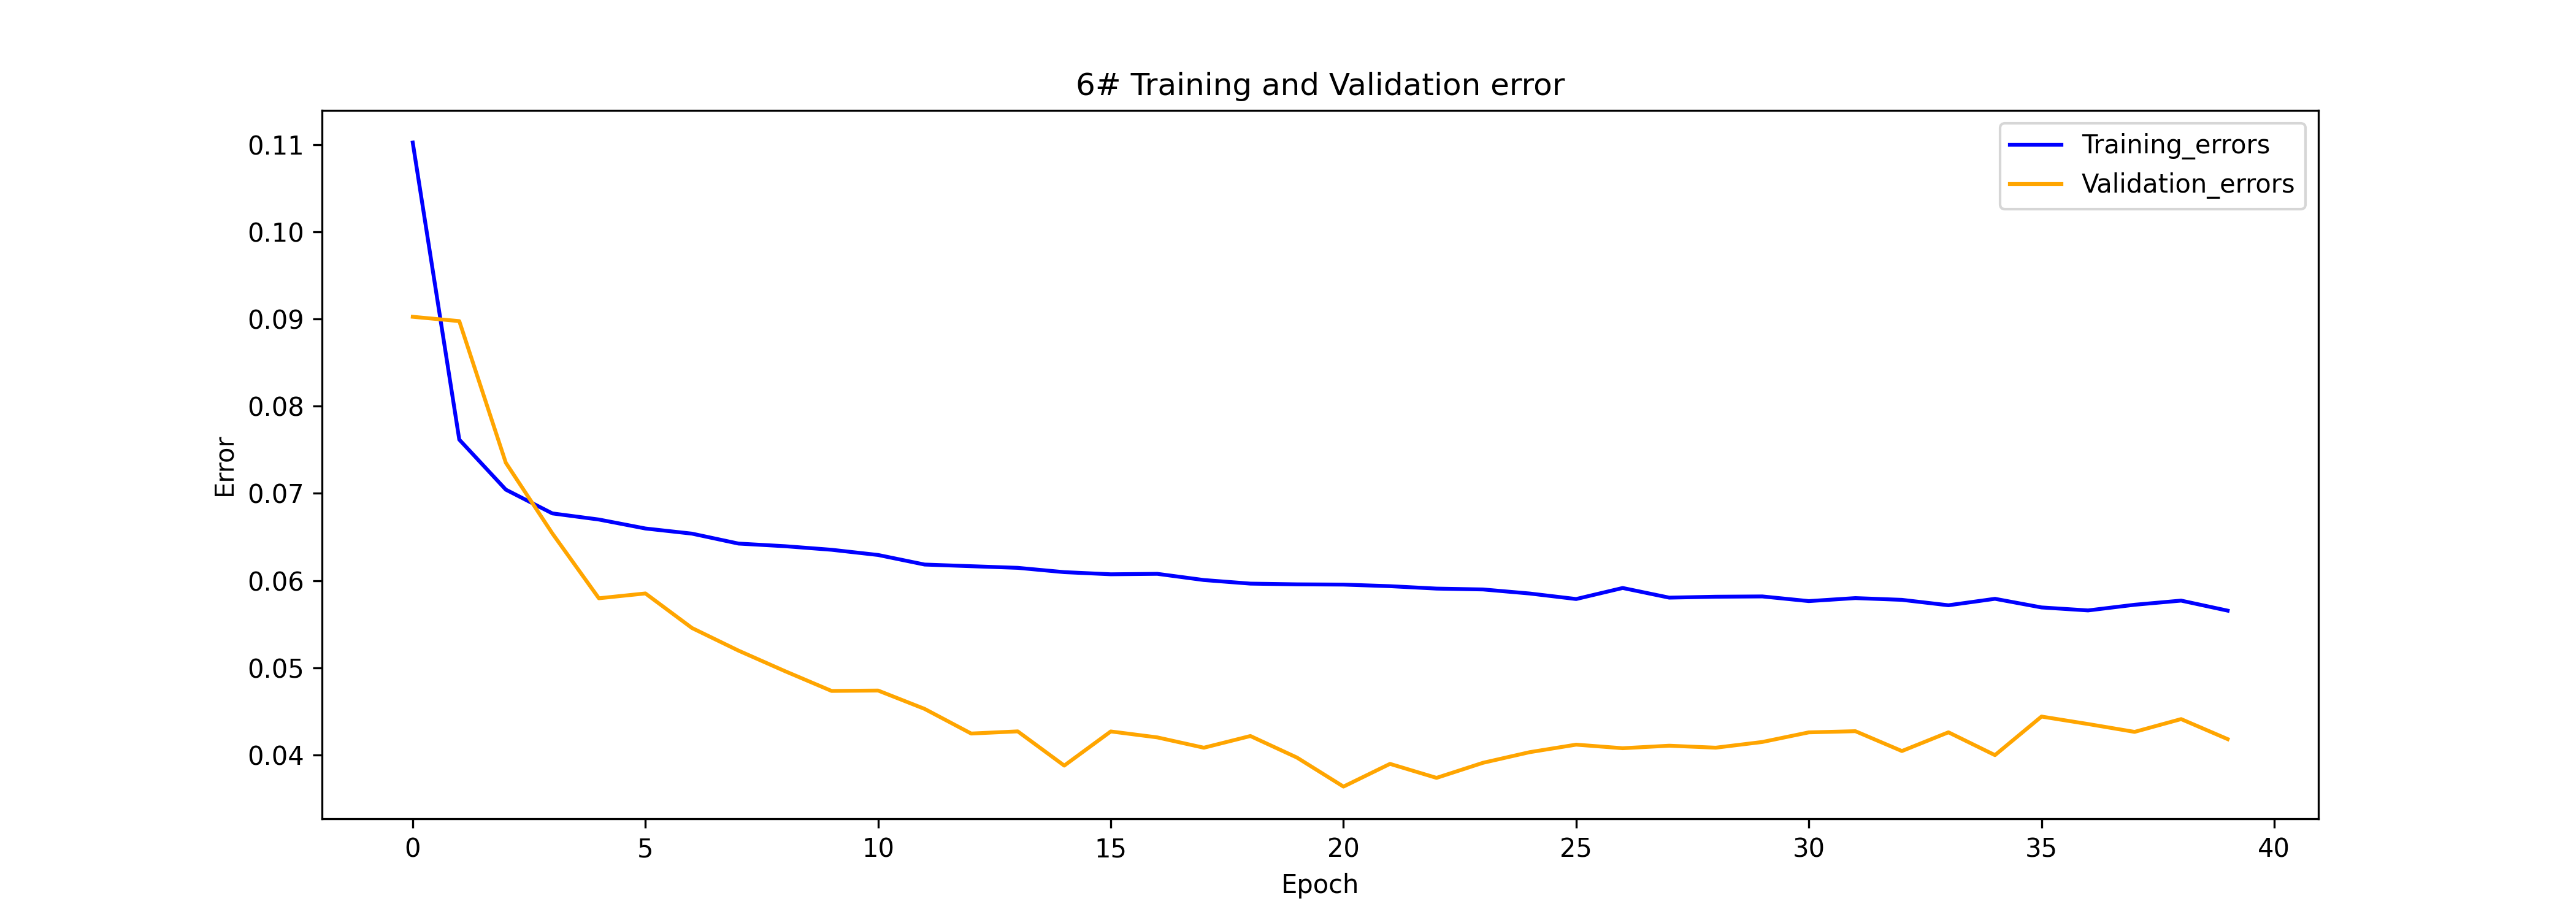 6# Training and Validation error
Training_errors
Validation_errors
0.11
0.10
0.09
0.08
0.07
0.06
0.05
0.04
Error
0 5 10 15 20 25 30 35 40
Epoch